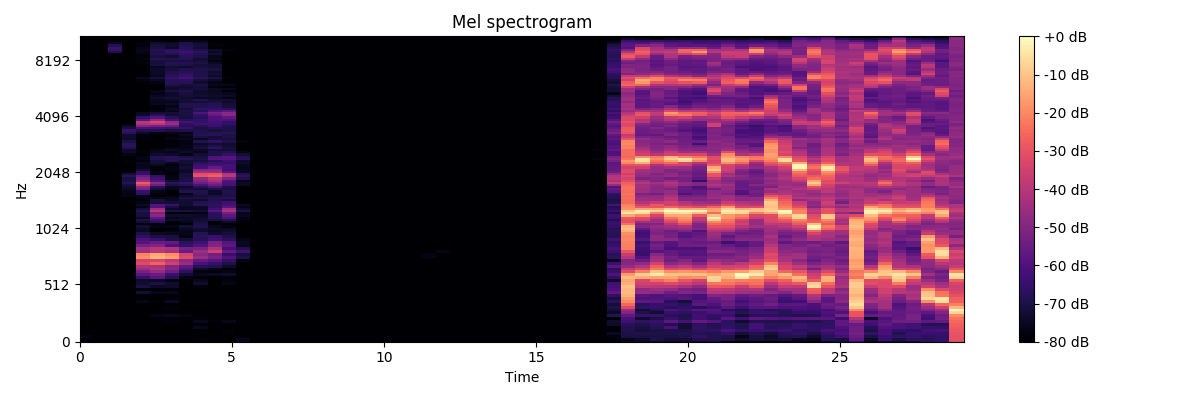 Mel spectrogram
8192
4096
2048
1024
512
0
Hz
0 5 10 15 20 25
Time
+0 dB
-10 dB
-20 dB
-30 dB
-40 dB
-50 dB
-60 dB
-70 dB
-80 dB